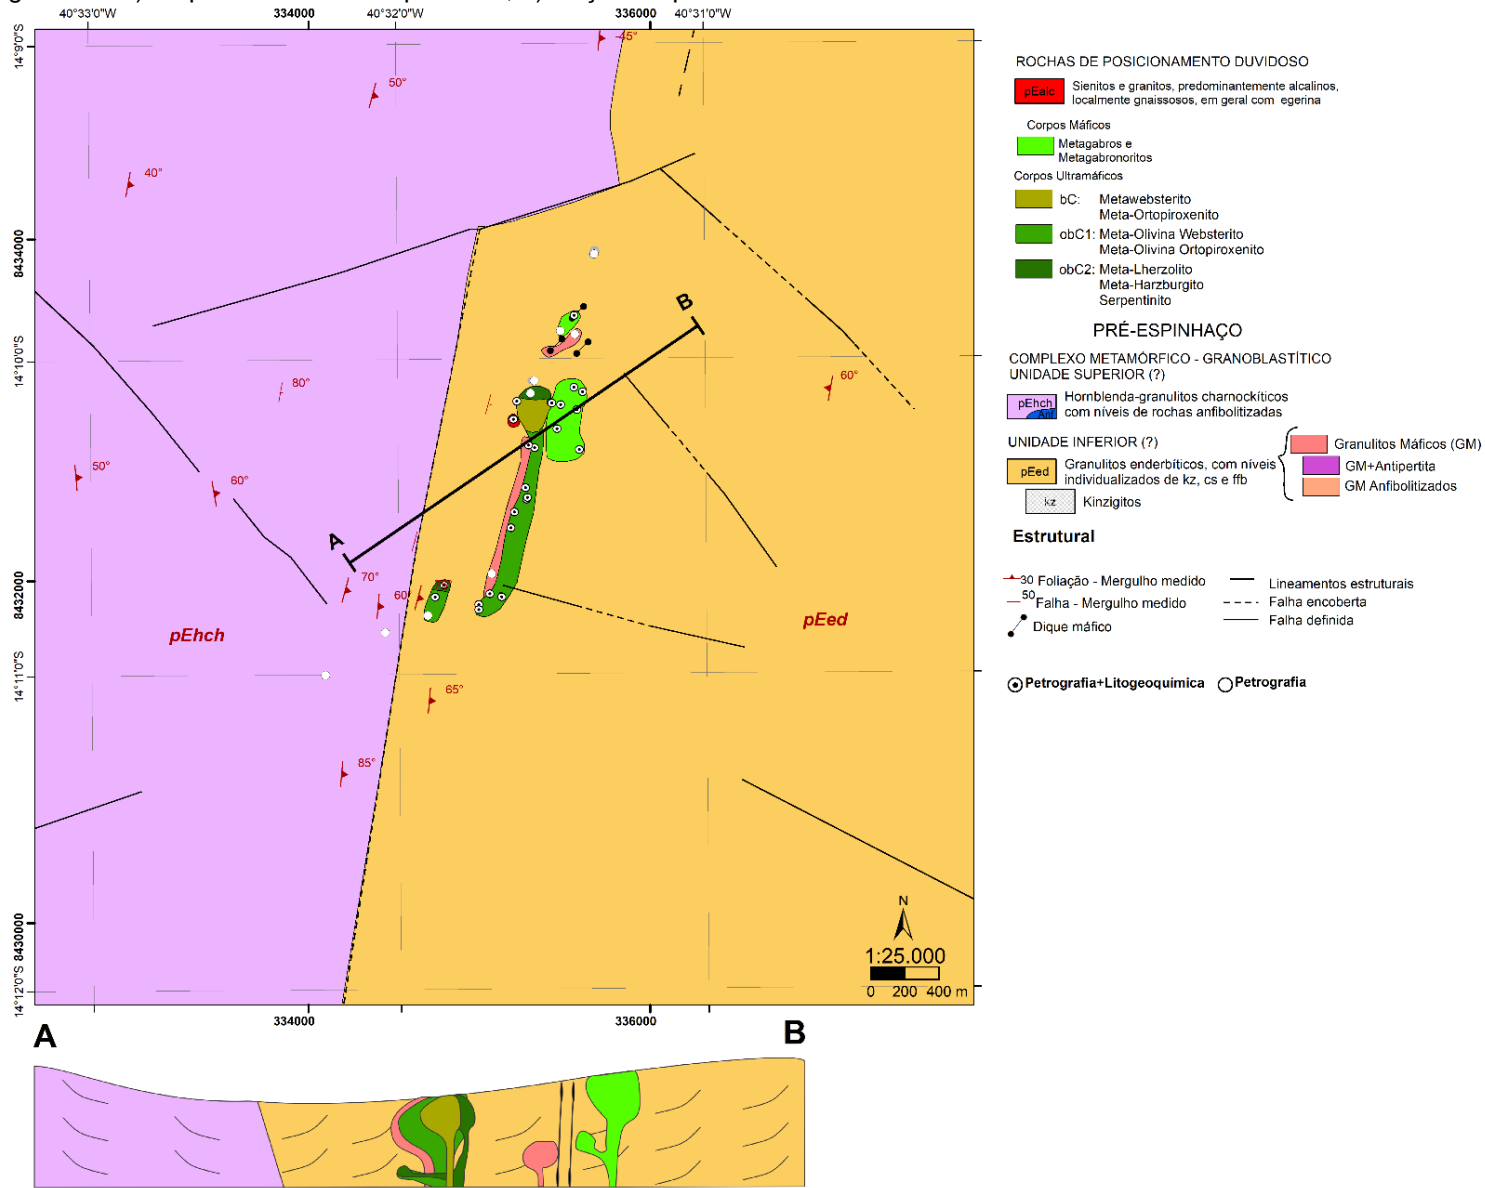 40°33'0"W
334000
40°32'0"W
336000
40°31'0"W
14°9'0"S
8434000
14°10'0"S
8432000
14°11'0"S
8430000
14°12'0"S
45°
50°
40°
B
80°
60°
50°
60°
A
70°
60
pEhch
pEed
65°
85°
N
1:25.000
0 200 400 m
334000
336000
A
B
ROCHAS DE POSICIONAMENTO DUVIDOSO
pEalc
Sienitos e granitos, predominantemente alcalinos,
localmente gnaissosos, em geral com egerina
Corpos Máficos
Metagabros e
Metagabronoritos
Corpos Ultramáficos
bC: Metawebsterito
Meta-Ortopiroxenito
obC1: Meta-Olivina Websterito
Meta-Olivina Ortopiroxenito
obC2: Meta-Lherzolito
Meta-Harzburgito
Serpentinito
PRÉ-ESPINHAÇO
COMPLEXO METAMÓRFICO - GRANOBLASTÍTICO
UNIDADE SUPERIOR (?)
pEhch
Anf
Hornblenda-granulitos charnockíticos
com níveis de rochas anfibolitizadas
UNIDADE INFERIOR (?)
pEed
Granulitos enderbíticos, com níveis
individualizados de kz, cs e ffb
kz Kinzigitos
Granulitos Máficos (GM)
GM+Antipertita
GM Anfibolitizados
Estrutural
30 Foliação - Mergulho medido
50 Falha - Mergulho medido
Dique máfico
Lineamentos estruturais
Falha encoberta
Falha definida
Petrografia+Litogeoquímica
Petrografia